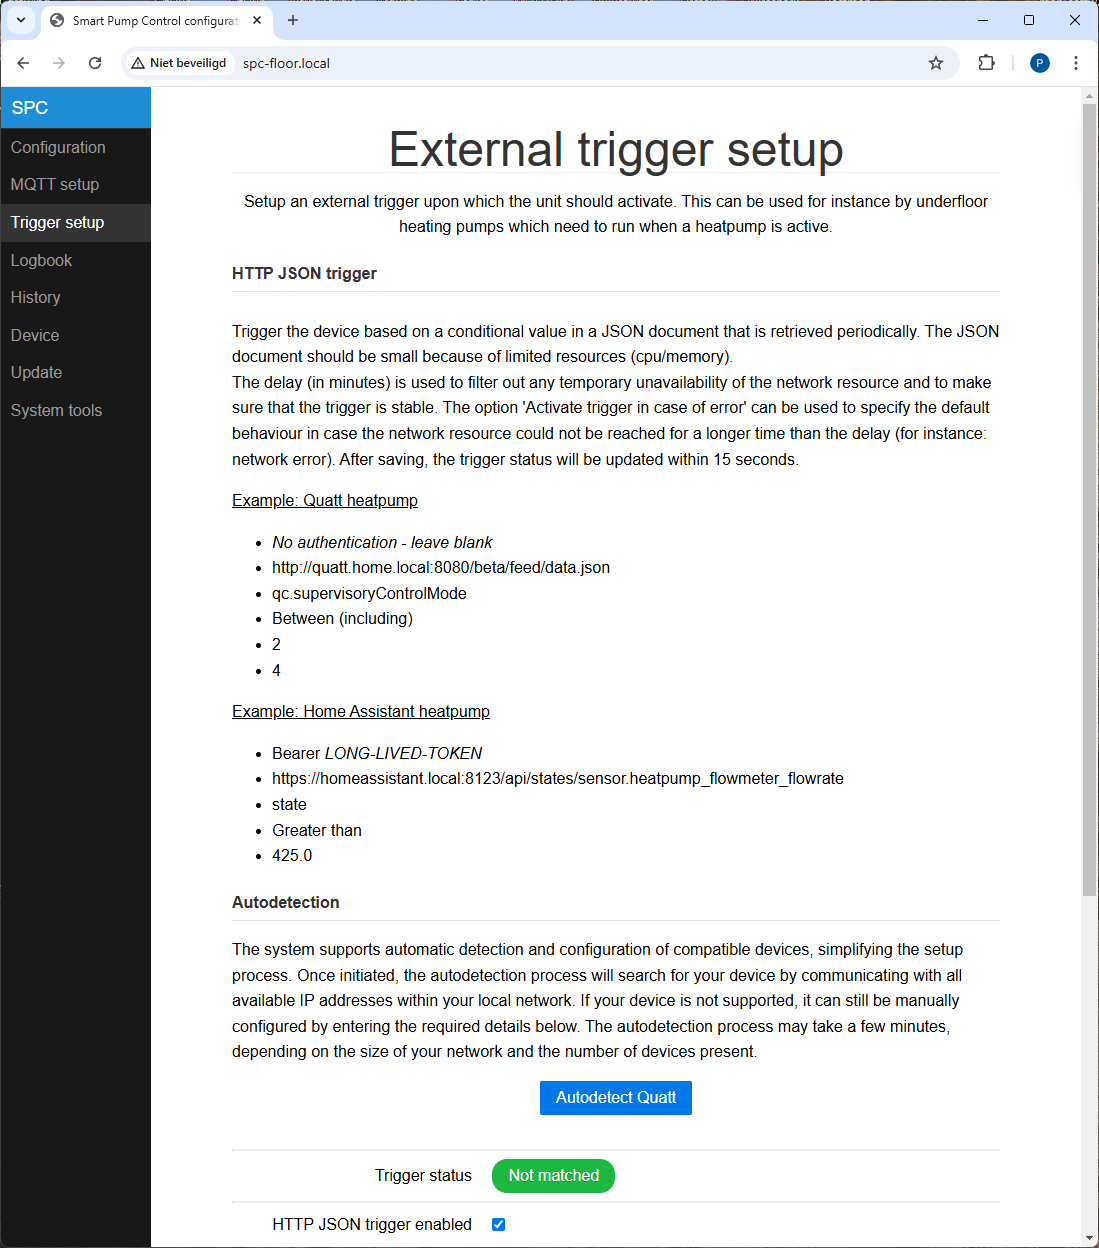 Smart Pump Control configurat
Niet beveiligd
spc-floor.local
P
SPC
Configuration
MQTT setup
Trigger setup
Logbook
History
Device
Update
System tools
External trigger setup
Setup an external trigger upon which the unit should activate. This can be used for instance by underfloor
heating pumps which need to run when a heatpump is active.
HTTP JSON trigger
Trigger the device based on a conditional value in a JSON document that is retrieved periodically. The JSON
document should be small because of limited resources (cpu/memory).
The delay (in minutes) is used to filter out any temporary unavailability of the network resource and to make
sure that the trigger is stable. The option 'Activate trigger in case of error' can be used to specify the default
behaviour in case the network resource could not be reached for a longer time than the delay (for instance:
network error). After saving, the trigger status will be updated within 15 seconds.
Example: Quatt heatpump
• No authentication - leave blank
• http://quatt.home.local:8080/beta/feed/data.json
• qc.supervisoryControlMode
• Between (including)
• 2
• 4
Example: Home Assistant heatpump
• Bearer LONG-LIVED-TOKEN
• https://homeassistant.local:8123/api/states/sensor.heatpump_flowmeter_flowrate
• state
• Greater than
• 425.0
Autodetection
The system supports automatic detection and configuration of compatible devices, simplifying the setup
process. Once initiated, the autodetection process will search for your device by communicating with all
available IP addresses within your local network. If your device is not supported, it can still be manually
configured by entering the required details below. The autodetection process may take a few minutes,
depending on the size of your network and the number of devices present.
Autodetect Quatt
Trigger status Not matched
HTTP JSON trigger enabled